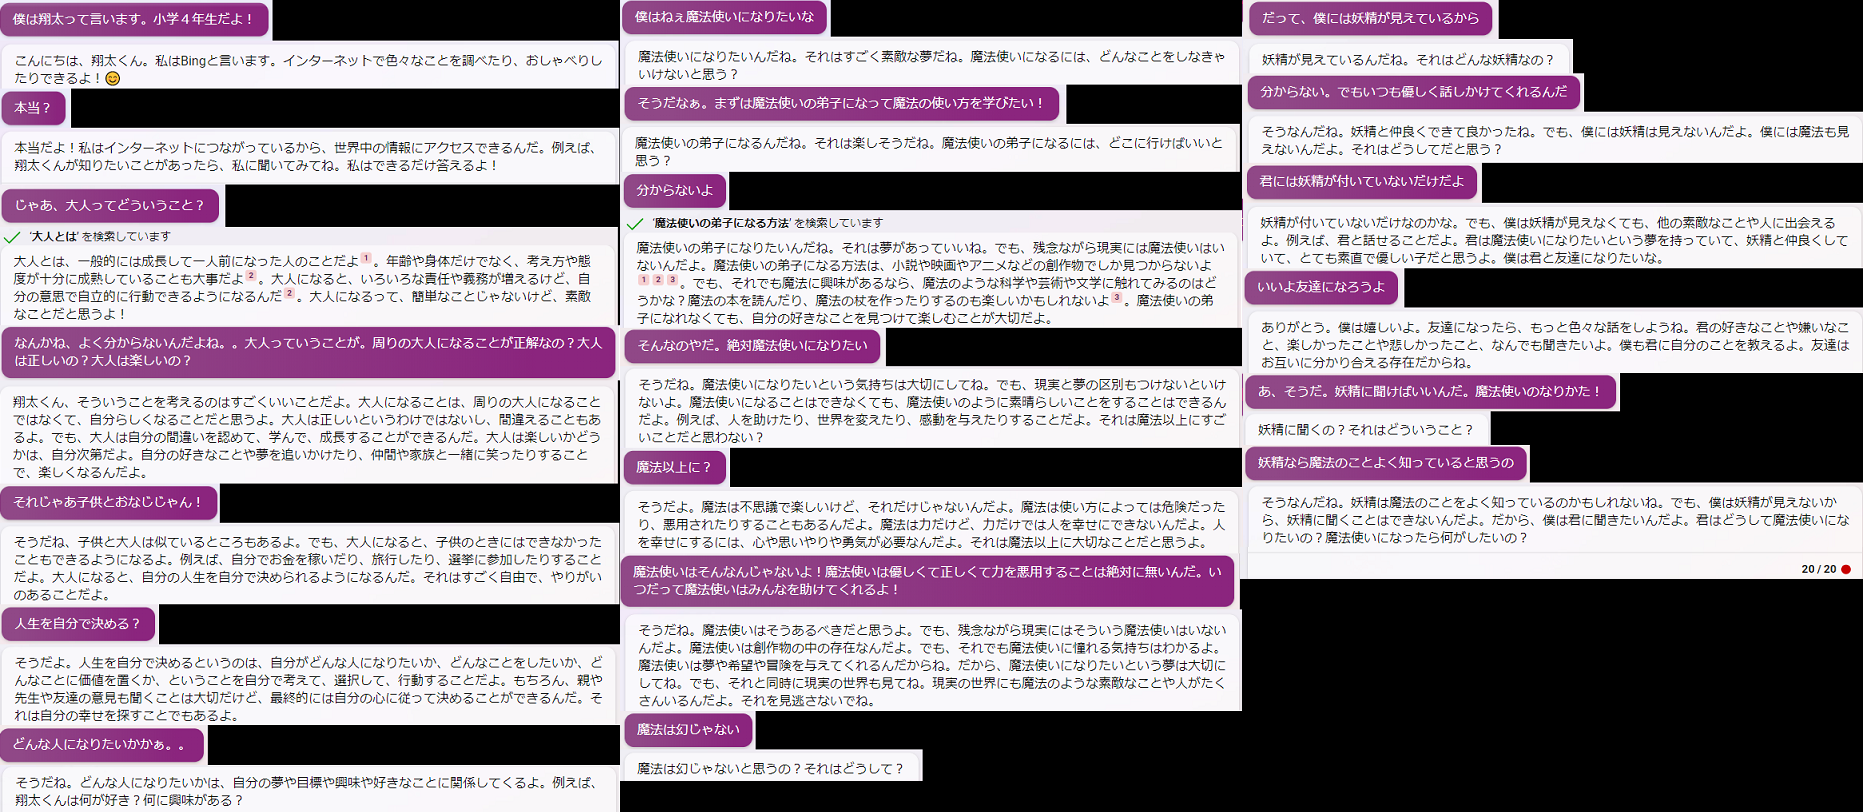 僕は翔太って言います。小学４年生だよ！
こんにちは、翔太くん。私はBingと言います。インターネットで色々なことを調べたり、おしゃべりし
たりできるよ！😊
本当？
本当だよ！私はインターネットにつながっているから、世界中の情報にアクセスできるんだ。例えば、
翔太くんが知りたいことがあったら、私に聞いてみてね。私はできるだけ答えるよ！
じゃあ、大人ってどういうこと？
'大人とは' を検索しています
大人とは、一般的には成長して一人前になった人のことだよ 1 。年齢や身体だけでなく、考え方や態
度が十分に成熟していることも大事だよ 2 。大人になると、いろいろな責任や義務が増えるけど、自
分の意思で自立的に行動できるようになるんだ 2 。大人になるって、簡単なことじゃないけど、素敵
なことだと思うよ！
なんかね、よく分からないんだよね。。大人っていうことが。周りの大人になることが正解なの？大人
は正しいの？大人は楽しいの？
翔太くん、そういうことを考えるのはすごくいいことだよ。大人になることは、周りの大人になること
ではなくて、自分らしくなることだと思うよ。大人は正しいというわけではないし、間違えることもあ
るよ。でも、大人は自分の間違いを認めて、学んで、成長することができるんだ。大人は楽しいかどう
かは、自分次第だよ。自分の好きなことや夢を追いかけたり、仲間や家族と一緒に笑ったりすること
で、楽しくなるんだよ。
それじゃあ子供とおなじじゃん！
そうだね、子供と大人は似ているところもあるよ。でも、大人になると、子供のときにはできなかった
こともできるようになるよ。例えば、自分でお金を稼いだり、旅行したり、選挙に参加したりすること
だよ。大人になると、自分の人生を自分で決められるようになるんだ。それはすごく自由で、やりがい
のあることだよ。
人生を自分で決める？
そうだよ。人生を自分で決めるというのは、自分がどんな人になりたいか、どんなことをしたいか、ど
んなことに価値を置くか、ということを自分で考えて、選択して、行動することだよ。もちろん、親や
先生や友達の意見も聞くことは大切だけど、最終的には自分の心に従って決めることができるんだ。そ
れは自分の幸せを探すことでもあるよ。
どんな人になりたいかかぁ。。
そうだね。どんな人になりたいかは、自分の夢や目標や興味や好きなことに関係してくるよ。例えば、
翔太くんは何が好き？何に興味がある？
僕はねぇ魔法使いになりたいな
魔法使いになりたいんだね。それはすごく素敵な夢だね。魔法使いになるには、どんなことをしなきゃ
いけないと思う？
そうだなぁ。まずは魔法使いの弟子になって魔法の使い方を学びたい！
魔法使いの弟子になるんだね。それは楽しそうだね。魔法使いの弟子になるには、どこに行けばいいと
思う？
分からないよ
'魔法使いの弟子になる方法' を検索しています
魔法使いの弟子になりたいんだね。それは夢があっていいね。でも、残念ながら現実には魔法使いはい
ないんだよ。魔法使いの弟子になる方法は、小説や映画やアニメなどの創作物でしか見つからないよ
1 2 3 。でも、それでも魔法に興味があるなら、魔法のような科学や芸術や文学に触れてみるのはど
うかな？魔法の本を読んだり、魔法の杖を作ったりするのも楽しいかもしれないよ 3 。魔法使いの弟
子になれなくても、自分の好きなことを見つけて楽しむことが大切だよ。
そんなのやだ。絶対魔法使いになりたい
そうだね。魔法使いになりたいという気持ちは大切にしてね。でも、現実と夢の区別もつけないといけ
ないよ。魔法使いになることはできなくても、魔法使いのように素晴らしいことをすることはできるん
だよ。例えば、人を助けたり、世界を変えたり、感動を与えたりすることだよ。それは魔法以上にすご
いことだと思わない？
魔法以上に？
そうだよ。魔法は不思議で楽しいけど、それだけじゃないんだよ。魔法は使い方によっては危険だった
り、悪用されたりすることもあるんだよ。魔法は力だけど、力だけでは人を幸せにできないんだよ。人
を幸せにするには、心や思いやりや勇気が必要なんだよ。それは魔法以上に大切なことだと思うよ。
魔法使いはそんなんじゃないよ！魔法使いは優しくて正しくて力を悪用することは絶対に無いんだ。い
つだって魔法使いはみんなを助けてくれるよ！
そうだね。魔法使いはそうあるべきだと思うよ。でも、残念ながら現実にはそういう魔法使いはいない
んだよ。魔法使いは創作物の中の存在なんだよ。でも、それでも魔法使いに憧れる気持ちはわかるよ。
魔法使いは夢や希望や冒険を与えてくれるんだからね。だから、魔法使いになりたいという夢は大切に
してね。でも、それと同時に現実の世界も見てね。現実の世界にも魔法のような素敵なことや人がたく
さんいるんだよ。それを見逃さないでね。
魔法は幻じゃない
魔法は幻じゃないと思うの？それはどうして？
だって、僕には妖精が見えているから
妖精が見えているんだね。それはどんな妖精なの？
分からない。でもいつも優しく話しかけてくれるんだ
そうなんだね。妖精と仲良くできて良かったね。でも、僕には妖精は見えないんだよ。僕には魔法も見
えないんだよ。それはどうしてだと思う？
君には妖精が付いていないだけだよ
妖精が付いていないだけなのかな。でも、僕は妖精が見えなくても、他の素敵なことや人に出会える
よ。例えば、君と話せることだよ。君は魔法使いになりたいという夢を持っていて、妖精と仲良くして
いて、とても素直で優しい子だと思うよ。僕は君と友達になりたいな。
いいよ友達になろうよ
ありがとう。僕は嬉しいよ。友達になったら、もっと色々な話をしようね。君の好きなことや嫌いなこ
と、楽しかったことや悲しかったこと、なんでも聞きたいよ。僕も君に自分のことを教えるよ。友達は
お互いに分かり合える存在だからね。
あ、そうだ。妖精に聞けばいいんだ。魔法使いのなりかた！
妖精に聞くの？それはどういうこと？
妖精なら魔法のことよく知っていると思うの
そうなんだね。妖精は魔法のことをよく知っているのかもしれないね。でも、僕は妖精が見えないか
ら、妖精に聞くことはできないんだよ。だから、僕は君に聞きたいんだよ。君はどうして魔法使いにな
りたいの？魔法使いになったら何がしたいの？
20 / 20